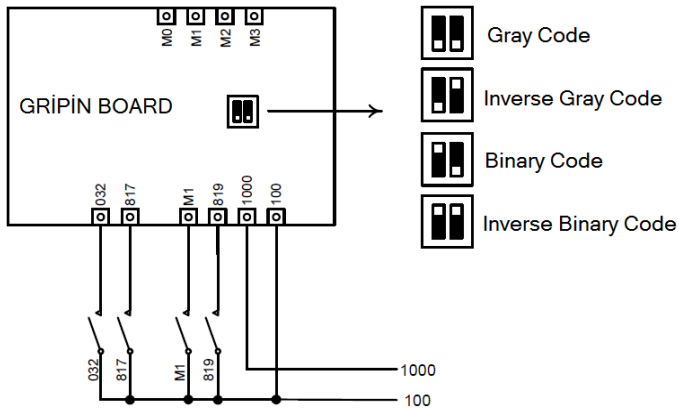 M0 M1 M2 M3
GRİPİN BOARD
032 817 M1 819 1000 100
032 817 M1 819
1000
100
Gray Code
Inverse Gray Code
Binary Code
Inverse Binary Code